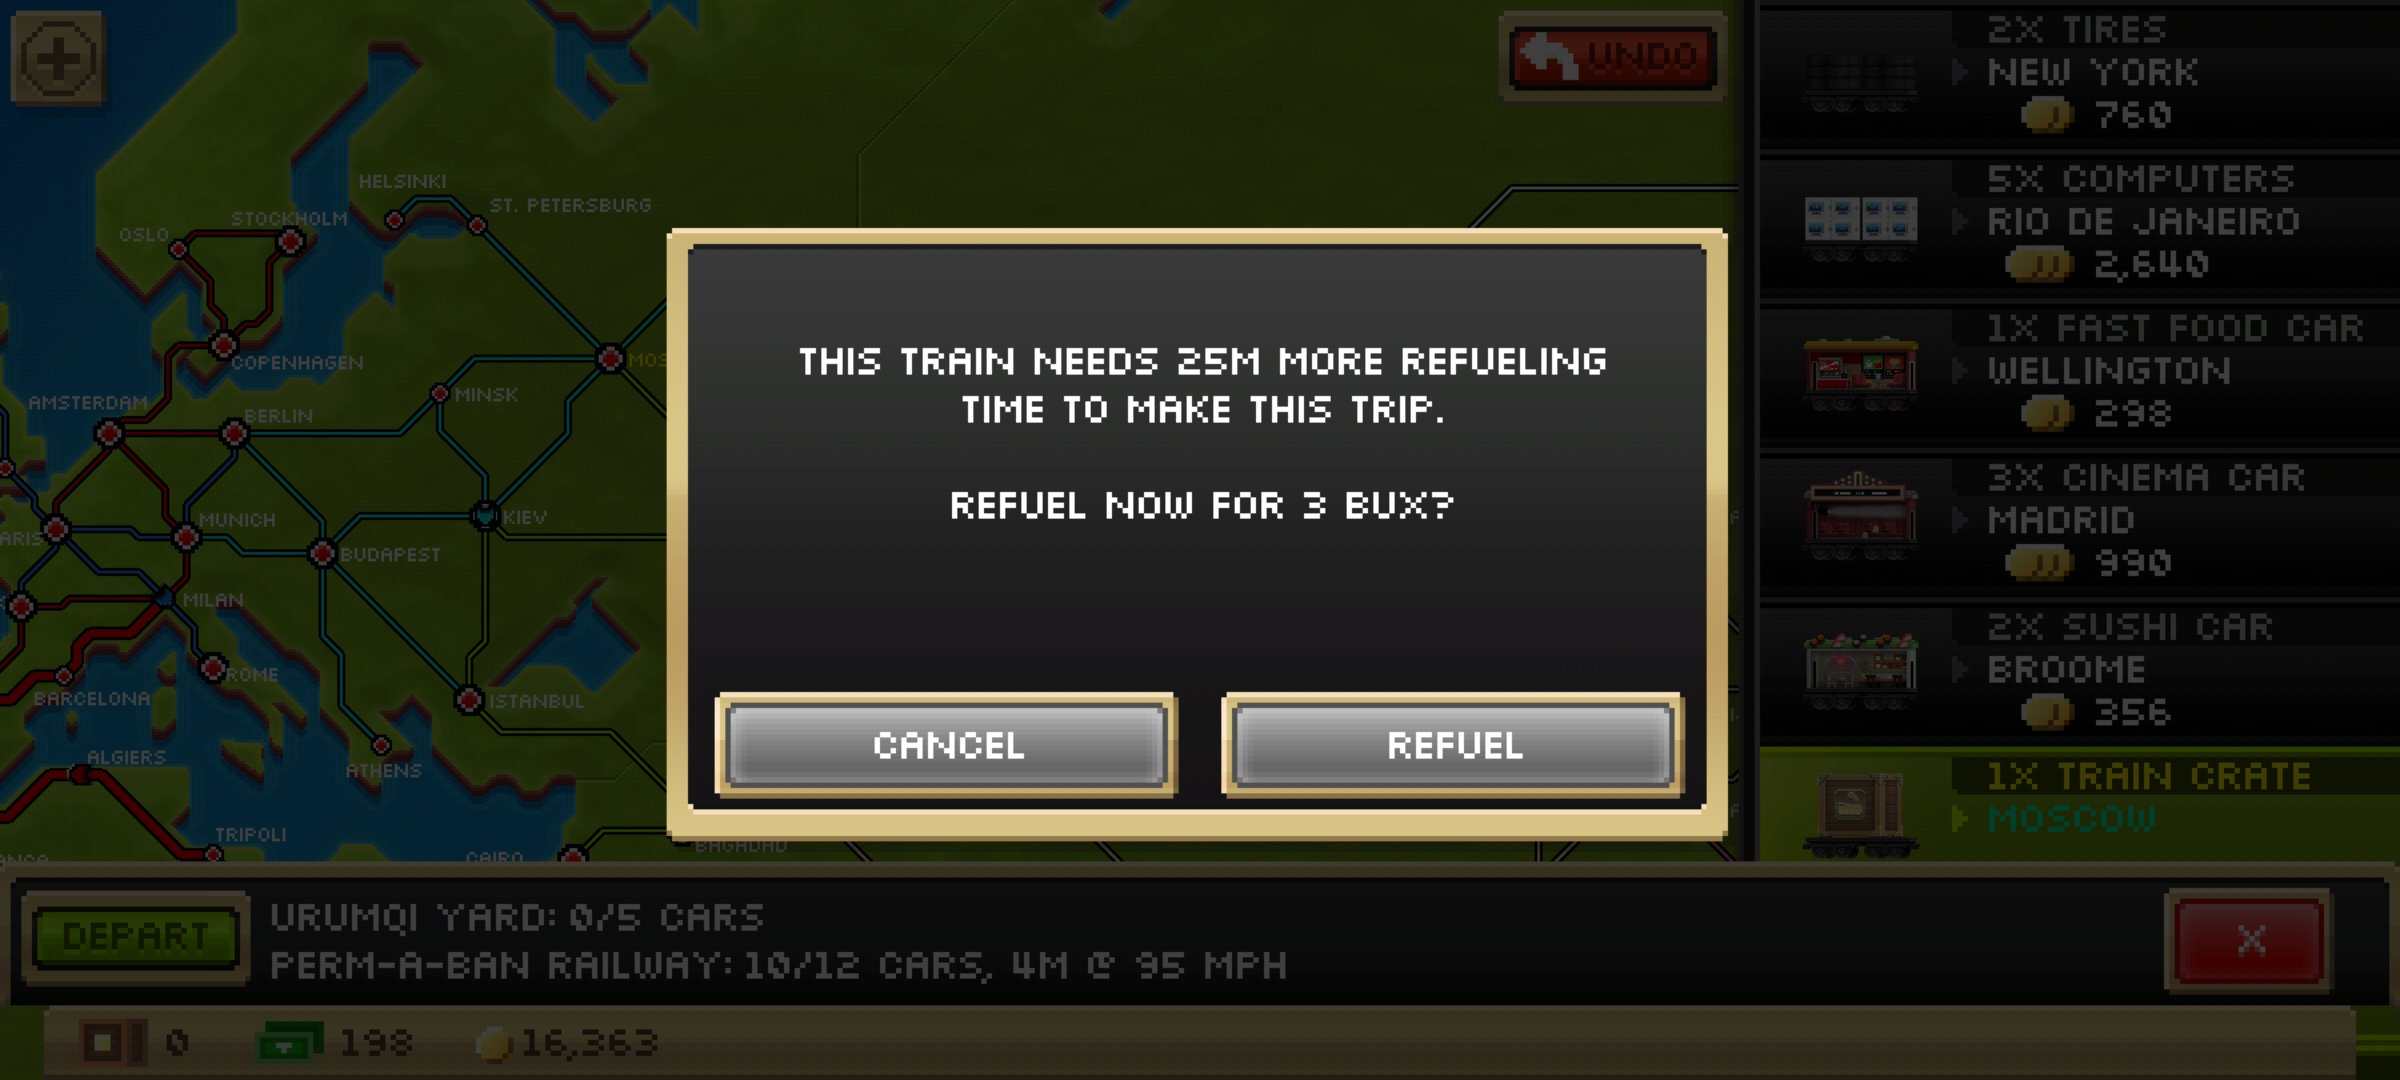 UNDO
HELSINKI
ST. PETERSBURG
STOCKHOLM
OSLO
COPENHAGEN
MINSK
AMSTERDAM
BERLIN
MUNICH
KIEV
BUDAPEST
MILAN
ROME
BARCELONA
ISTANBUL
ALGIERS
ATHENS
TRIPOLI
CAIRO
BAGHDAD
THIS TRAIN NEEDS 25M MORE REFUELING
TIME TO MAKE THIS TRIP.
REFUEL NOW FOR 3 BUX?
CANCEL
REFUEL
2X TIRES
NEW YORK
760
5X COMPUTERS
RIO DE JANEIRO
2,640
1X FAST FOOD CAR
WELLINGTON
298
3X CINEMA CAR
MADRID
990
2X SUSHI CAR
BROOME
356
1X TRAIN CRATE
MOSCOW
DEPART
URUMQI YARD: 0/5 CARS
PERM-A-BAN RAILWAY: 10/12 CARS, 4M @ 95 MPH
X
0
198
16,363